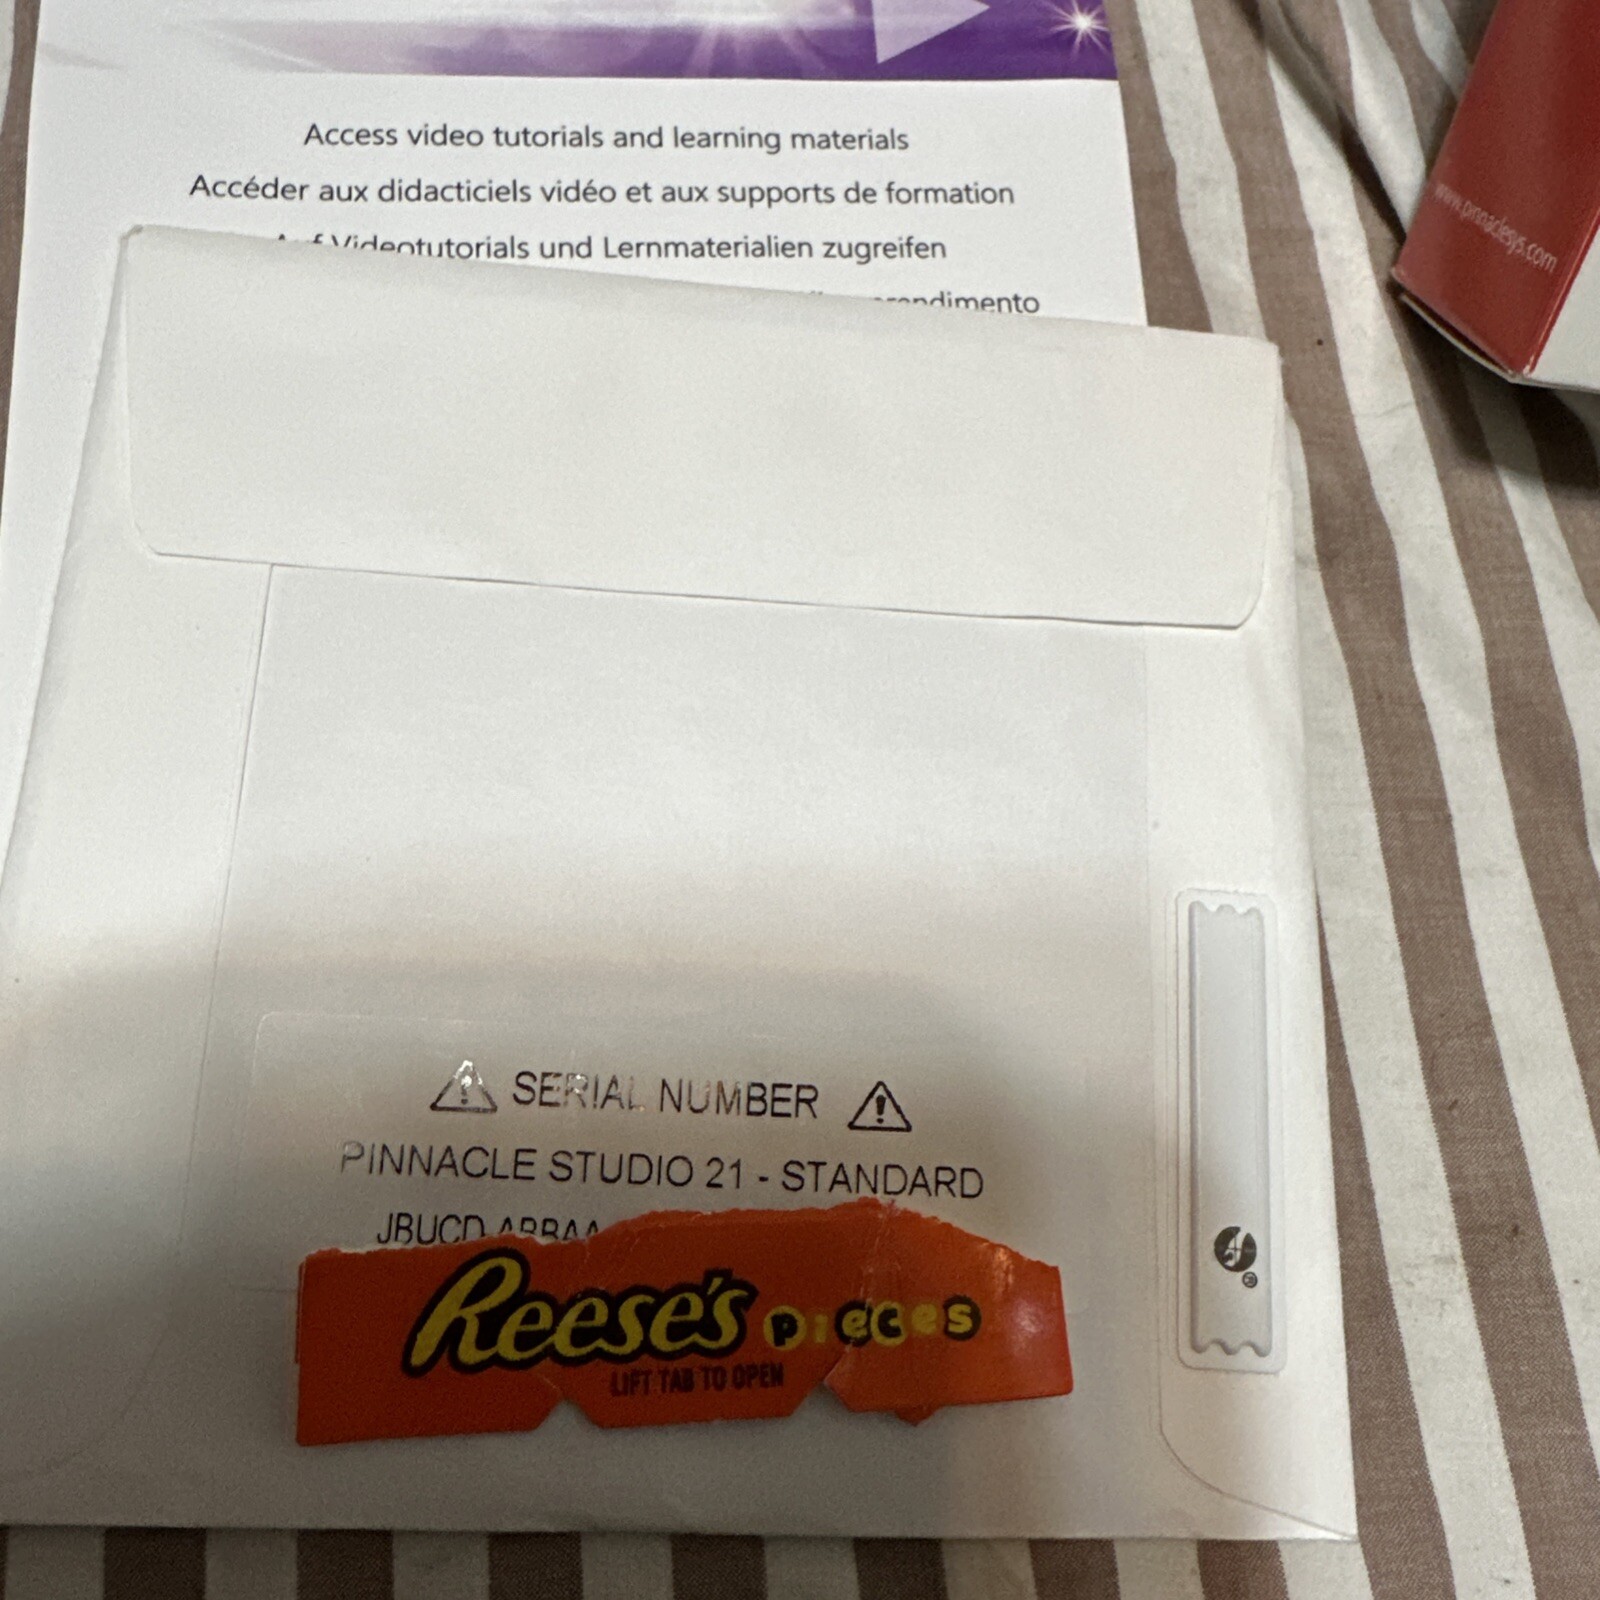 Access video tutorials and learning materials
Accéder aux didacticiels vidéo et aux supports de formation
Videotutorials und Lernmaterialien zugreifen
www.pinnaclesys.com
SERIAL NUMBER
PINNACLE STUDIO 21 - STANDARD
JBUCD
Reese's pieces
LIFT TAB TO OPEN